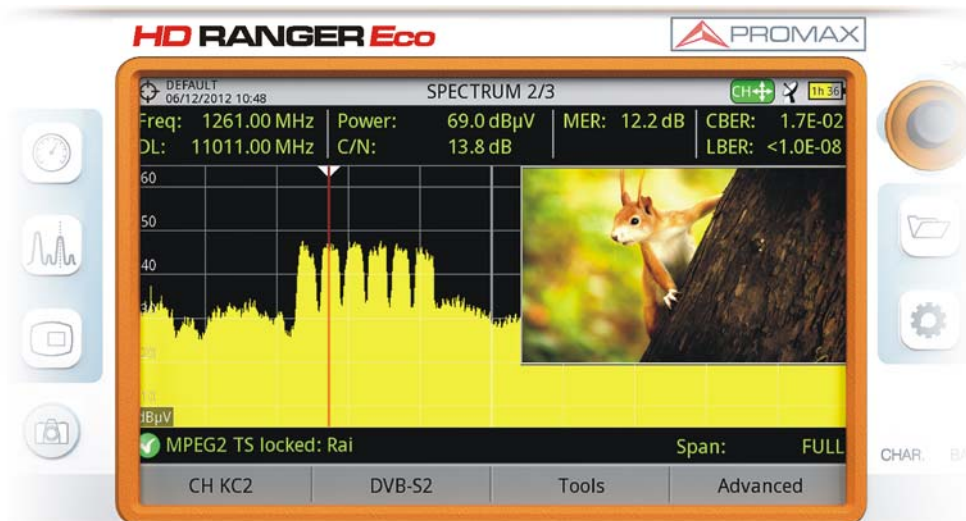 HD RANGER Eco
PROMAX
DEFAULT
06/12/2012 10:48
SPECTRUM 2/3
CH
1h 36
Freq: 1261.00 MHz
Power: 69.0 dBµV
MER: 12.2 dB
CBER: 1.7E-02
DL: 11011.00 MHz
C/N: 13.8 dB
LBER: <1.0E-08
60
50
40
30
20
10
dBµV
MPEG2 TS locked: Rai
Span: FULL
CH KC2
DVB-S2
Tools
Advanced
CHAR.